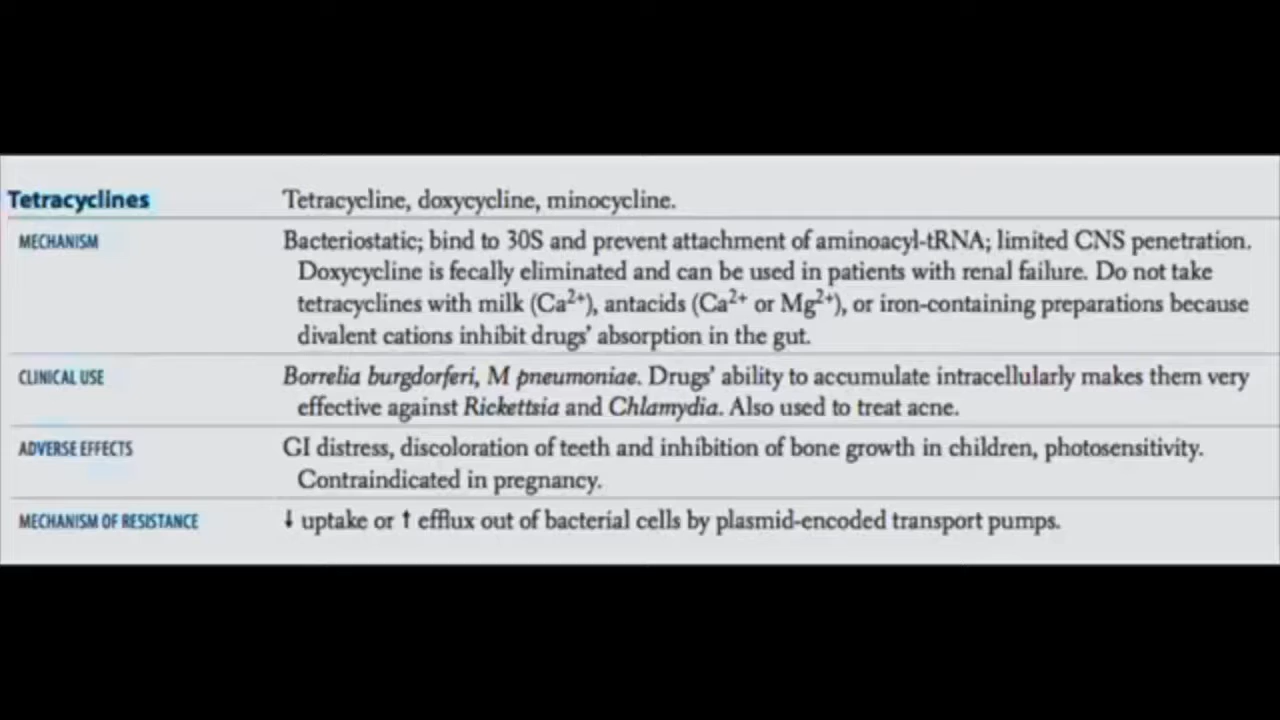 Tetracyclines Tetracycline, doxycycline, minocycline.
MECHANISM Bacteriostatic; bind to 30S and prevent attachment of aminoacyl-tRNA; limited CNS penetration.
Doxycycline is fecally eliminated and can be used in patients with renal failure. Do not take
tetracyclines with milk (Ca²⁺), antacids (Ca²⁺ or Mg²⁺), or iron-containing preparations because
divalent cations inhibit drugs' absorption in the gut.
CLINICAL USE Borrelia burgdorferi, M pneumoniae. Drugs' ability to accumulate intracellularly makes them very
effective against Rickettsia and Chlamydia. Also used to treat acne.
ADVERSE EFFECTS GI distress, discoloration of teeth and inhibition of bone growth in children, photosensitivity.
Contraindicated in pregnancy.
MECHANISM OF RESISTANCE ↓ uptake or ↑ efflux out of bacterial cells by plasmid-encoded transport pumps.